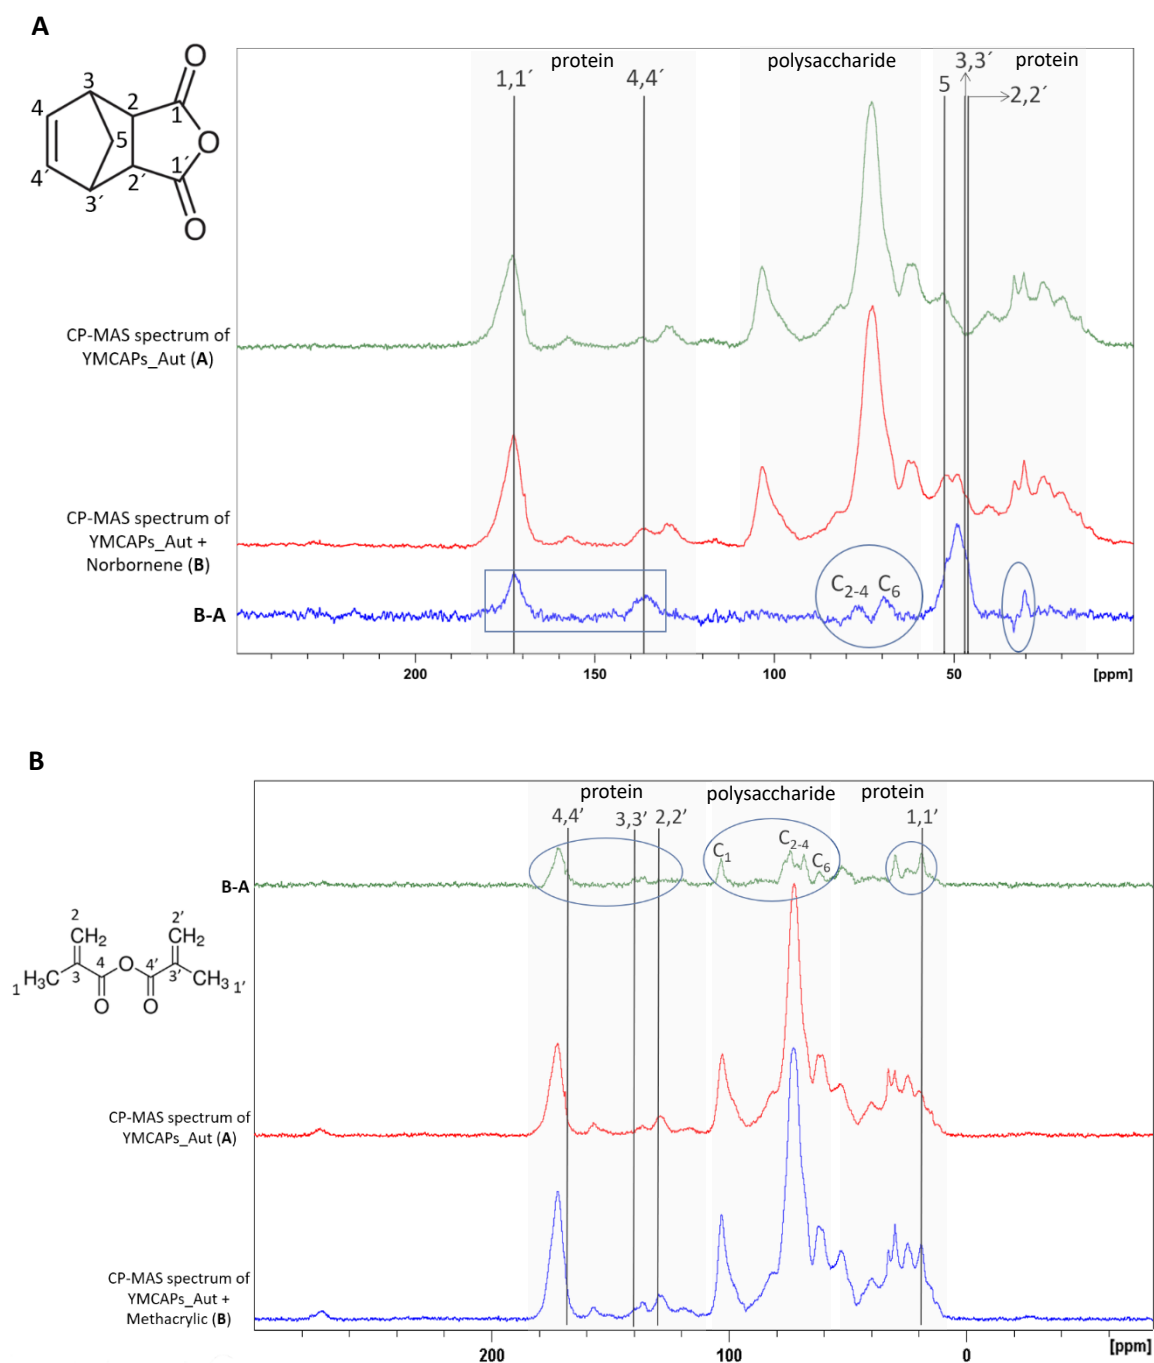 A
protein
polysaccharide
3,3´
protein
1,1´
4,4´
5
2,2´
O
3
4
2
1
5
O
4´
1´
2´
3´
O
CP-MAS spectrum of
YMCAPs_Aut (A)
CP-MAS spectrum of
YMCAPs_Aut +
Norbornene (B)
B-A
C2-4
C6
200
150
100
50
[ppm]
B
protein
polysaccharide
protein
4,4’
3,3’
2,2’
1,1’
C1
C2-4
C6
B-A
2
2'
CH2
CH2
4
O
4'
1 H3C
3
3'
CH3 1'
O
O
CP-MAS spectrum of
YMCAPs_Aut (A)
CP-MAS spectrum of
YMCAPs_Aut +
Methacrylic (B)
200
100
0
[ppm]